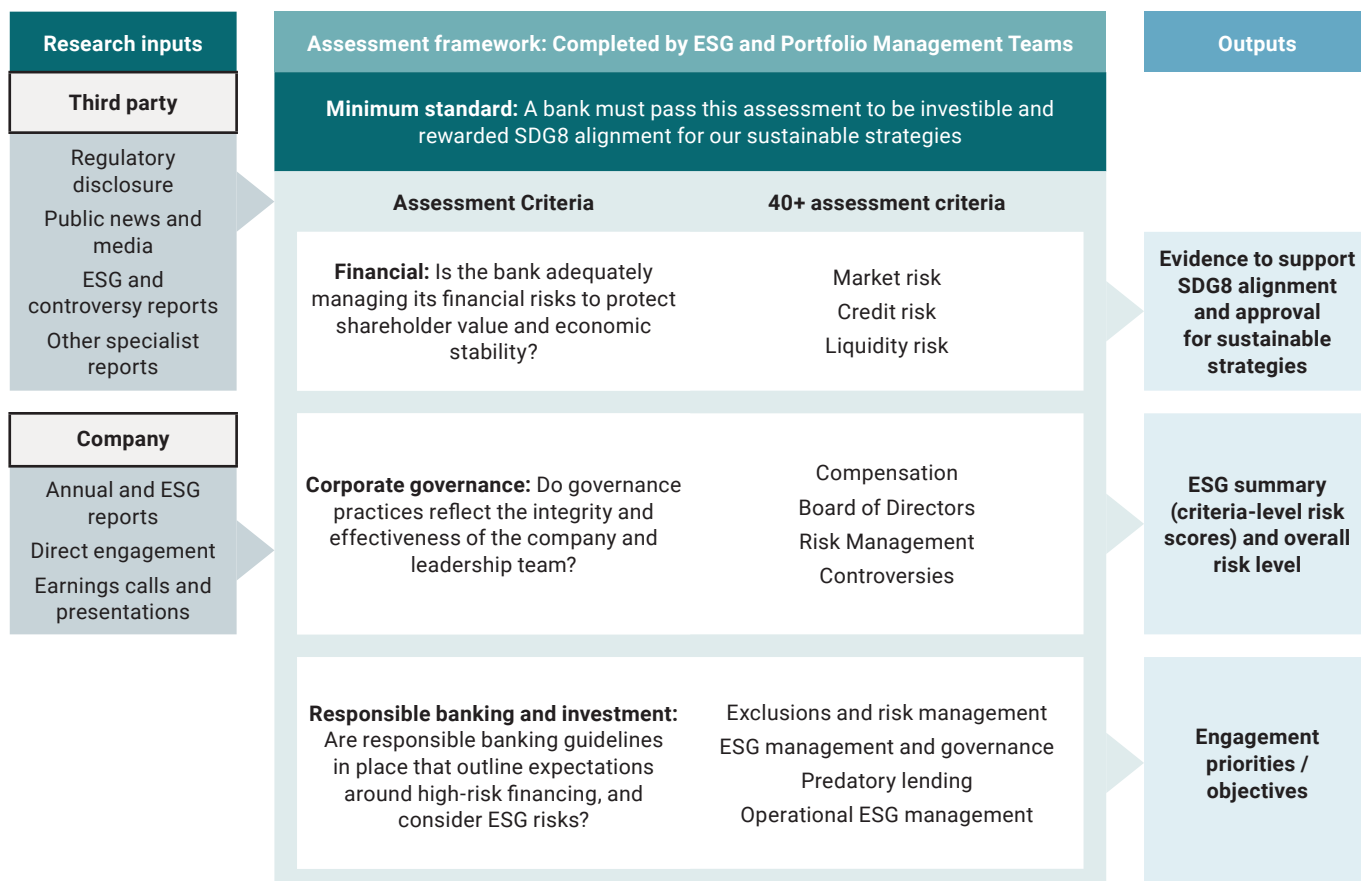 Research inputs
Third party
Regulatory
disclosure
Public news and
media
ESG and
controversy reports
Other specialist
reports
Company
Annual and ESG
reports
Direct engagement
Earnings calls and
presentations
Assessment framework: Completed by ESG and Portfolio Management Teams
Minimum standard: A bank must pass this assessment to be investible and
rewarded SDG8 alignment for our sustainable strategies
Assessment Criteria
40+ assessment criteria
Financial: Is the bank adequately
managing its financial risks to protect
shareholder value and economic
stability?
Market risk
Credit risk
Liquidity risk
Corporate governance: Do governance
practices reflect the integrity and
effectiveness of the company and
leadership team?
Compensation
Board of Directors
Risk Management
Controversies
Responsible banking and investment:
Are responsible banking guidelines
in place that outline expectations
around high-risk financing, and
consider ESG risks?
Exclusions and risk management
ESG management and governance
Predatory lending
Operational ESG management
Outputs
Evidence to support
SDG8 alignment
and approval
for sustainable
strategies
ESG summary
(criteria-level risk
scores) and overall
risk level
Engagement
priorities /
objectives